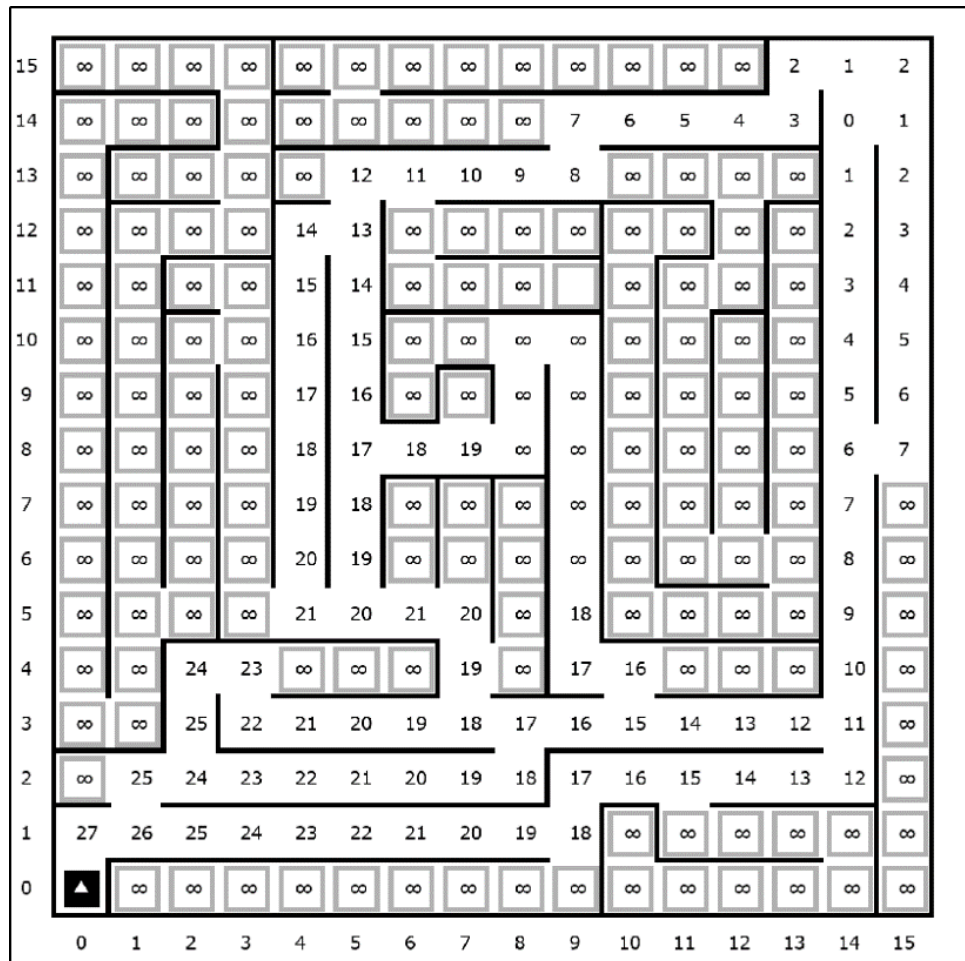 15 ∞ ∞ ∞ ∞ ∞ ∞ ∞ ∞ ∞ ∞ ∞ ∞ ∞ 2 1 2
14 ∞ ∞ ∞ ∞ ∞ ∞ ∞ ∞ ∞ 7 6 5 4 3 0 1
13 ∞ ∞ ∞ ∞ ∞ 12 11 10 9 8 ∞ ∞ ∞ ∞ 1 2
12 ∞ ∞ ∞ ∞ 14 13 ∞ ∞ ∞ ∞ ∞ ∞ ∞ ∞ 2 3
11 ∞ ∞ ∞ ∞ 15 14 ∞ ∞ ∞ ∞ ∞ ∞ ∞ 3 4
10 ∞ ∞ ∞ ∞ 16 15 ∞ ∞ ∞ ∞ ∞ ∞ ∞ ∞ 4 5
9 ∞ ∞ ∞ ∞ 17 16 ∞ ∞ ∞ ∞ ∞ ∞ ∞ ∞ 5 6
8 ∞ ∞ ∞ ∞ 18 17 18 19 ∞ ∞ ∞ ∞ ∞ ∞ 6 7
7 ∞ ∞ ∞ ∞ 19 18 ∞ ∞ ∞ ∞ ∞ ∞ ∞ ∞ 7 ∞
6 ∞ ∞ ∞ ∞ 20 19 ∞ ∞ ∞ ∞ ∞ ∞ ∞ ∞ 8 ∞
5 ∞ ∞ ∞ ∞ 21 20 21 20 ∞ 18 ∞ ∞ ∞ ∞ 9 ∞
4 ∞ ∞ 24 23 ∞ ∞ ∞ 19 ∞ 17 16 ∞ ∞ ∞ 10 ∞
3 ∞ ∞ 25 22 21 20 19 18 17 16 15 14 13 12 11 ∞
2 ∞ 25 24 23 22 21 20 19 18 17 16 15 14 13 12 ∞
1 27 26 25 24 23 22 21 20 19 18 ∞ ∞ ∞ ∞ ∞ ∞
0 ∞ ∞ ∞ ∞ ∞ ∞ ∞ ∞ ∞ ∞ ∞ ∞ ∞ ∞ ∞
0 1 2 3 4 5 6 7 8 9 10 11 12 13 14 15